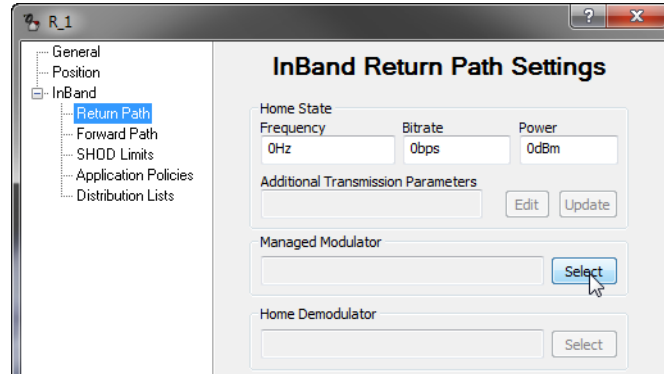 R_1
General
Position
InBand
Return Path
Forward Path
SHOD Limits
Application Policies
Distribution Lists
InBand Return Path Settings
Home State
Frequency Bitrate Power
0Hz 0bps 0dBm
Additional Transmission Parameters
Edit Update
Managed Modulator
Select
Home Demodulator
Select